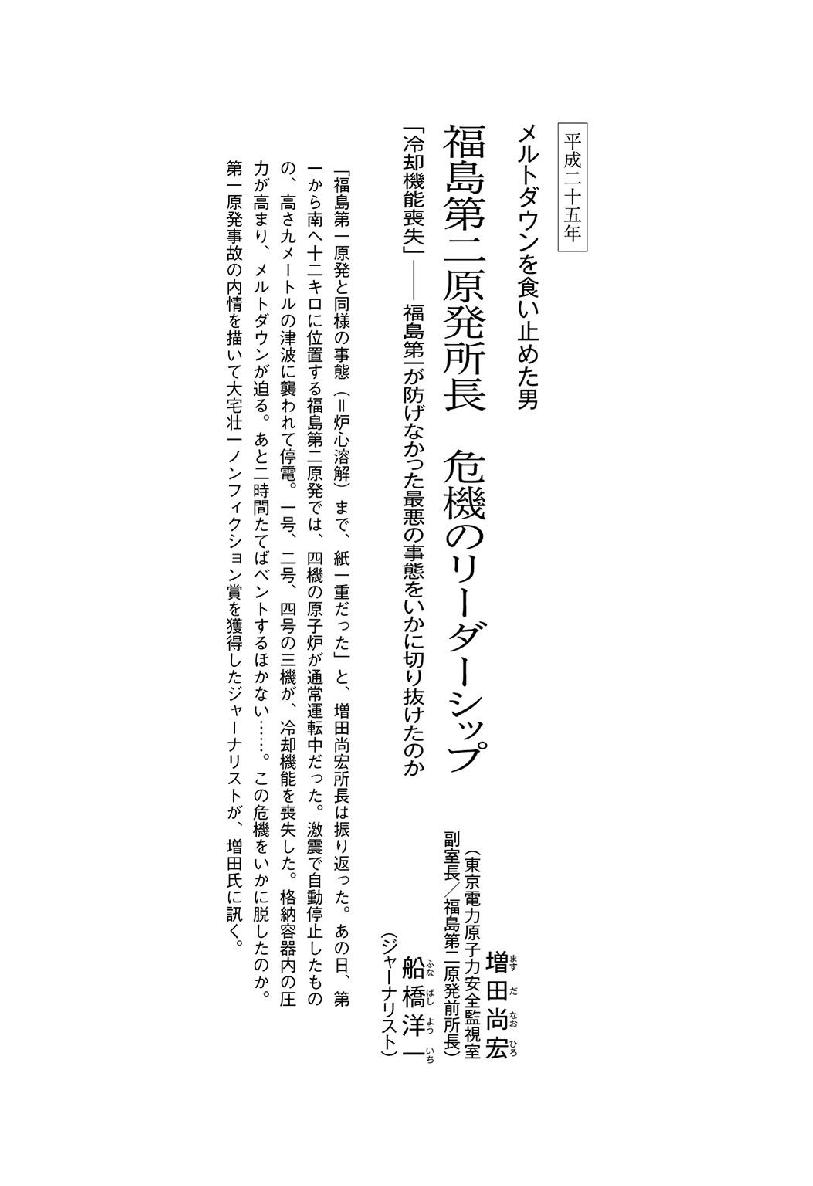 平成二十五年
メルトダウンを食い止めた男
福島第二原発所長　危機のリーダーシップ
「冷却機能喪失」――福島第一が防げなかった最悪の事態をいかに切り抜けたのか
増田尚宏
ますだなおひろ
（東京電力原子力安全監視室
副室長／福島第二原発前所長）
船橋洋一
ふなばしよういち
（ジャーナリスト）
「福島第一原発と同様の事態（＝炉心溶解）まで、紙一重だった」と、増田尚宏所長は振り返った。あの日、第
一から南へ十二キロに位置する福島第二原発では、四機の原子炉が通常運転中だった。激震で自動停止したもの
の、高さ九メートルの津波に襲われて停電。一号、二号、四号の三機が、冷却機能を喪失した。格納容器内の圧
力が高まり、メルトダウンが迫る。あと二時間たてばベントするほかない……。この危機をいかに脱したのか。
第一原発事故の内情を描いて大宅壮一ノンフィクション賞を獲得したジャーナリストが、増田氏に訊く。